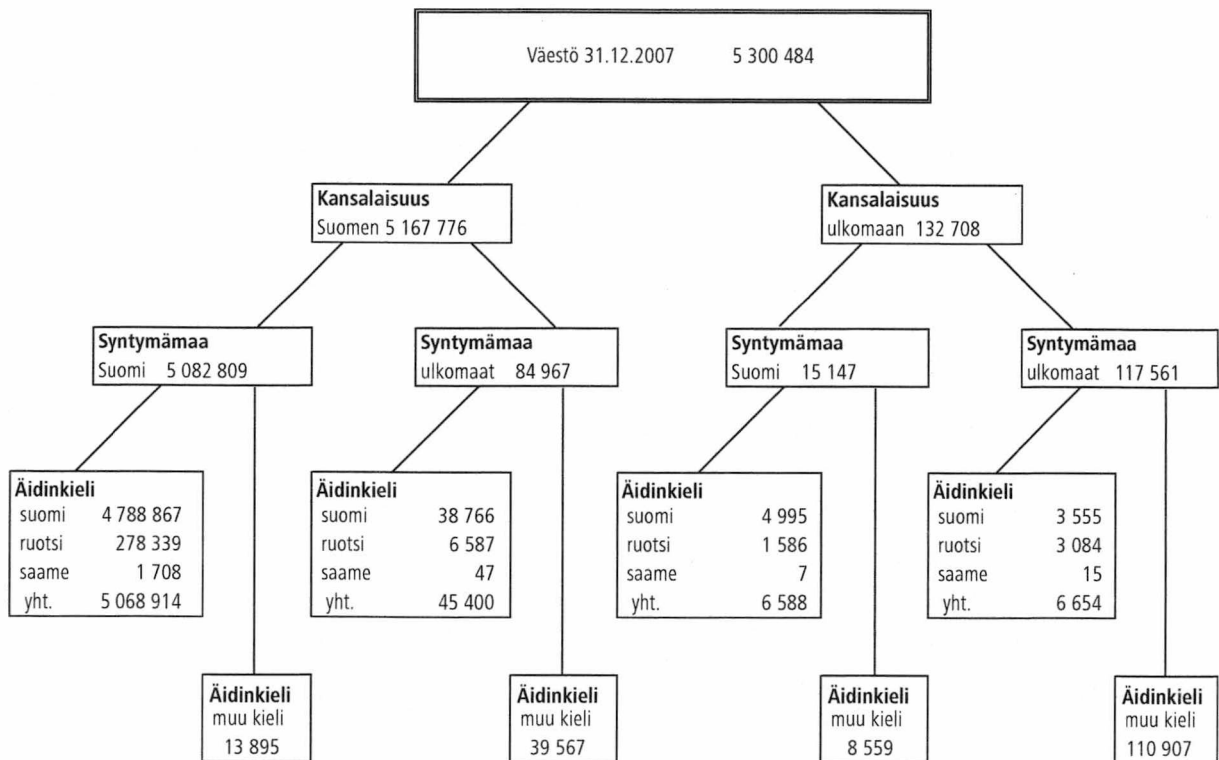 Väestö 31.12.2007 5 300 484
Kansalaisuus
Suomen 5 167 776
Kansalaisuus
ulkomaan 132 708
Syntymämaa
Suomi 5 082 809
Syntymämaa
ulkomaat 84 967
Syntymämaa
Suomi 15 147
Syntymämaa
ulkomaat 117 561
Äidinkieli
suomi 4 788 867
ruotsi 278 339
saame 1 708
yht. 5 068 914
Äidinkieli
suomi 38 766
ruotsi 6 587
saame 47
yht. 45 400
Äidinkieli
suomi 4 995
ruotsi 1 586
saame 7
yht. 6 588
Äidinkieli
suomi 3 555
ruotsi 3 084
saame 15
yht. 6 654
Äidinkieli
muu kieli
13 895
Äidinkieli
muu kieli
39 567
Äidinkieli
muu kieli
8 559
Äidinkieli
muu kieli
110 907